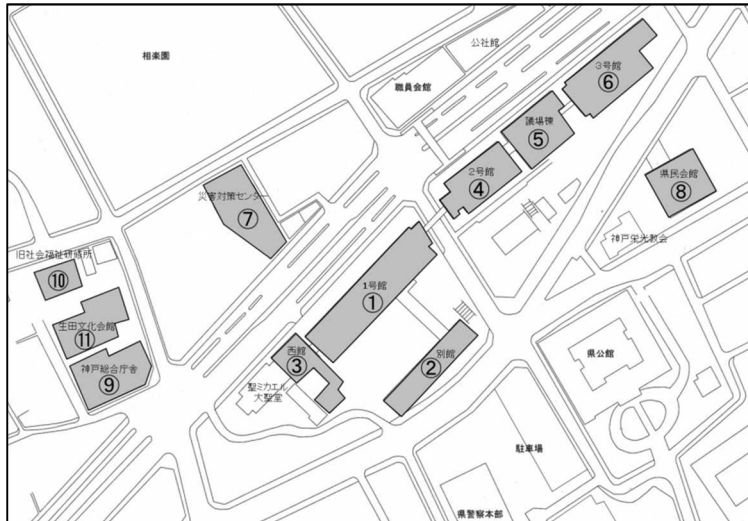 相楽園
公社館
職員会館
3号館
⑥
議場棟
⑤
2号館
④
県民会館
⑧
災害対策センター
⑦
神戸栄光教会
旧社会福祉研修所
⑩
1号館
①
生田文化会館
⑪
西館
③
別館
②
県公館
神戸総合庁舎
⑨
聖ミカエル
大聖堂
駐車場
県警察本部